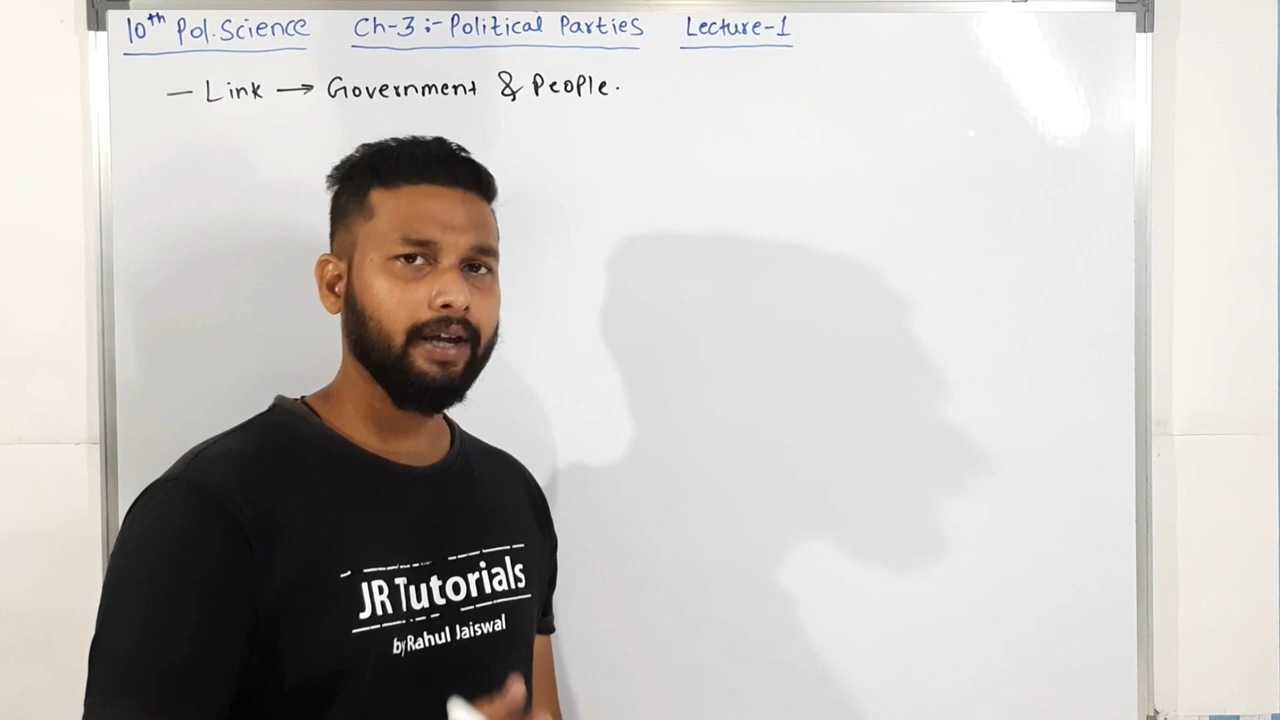 10th Pol. Science Ch-3 :- Political Parties Lecture-1
— Link → Government & People.
JR Tutorials
by Rahul Jaiswal